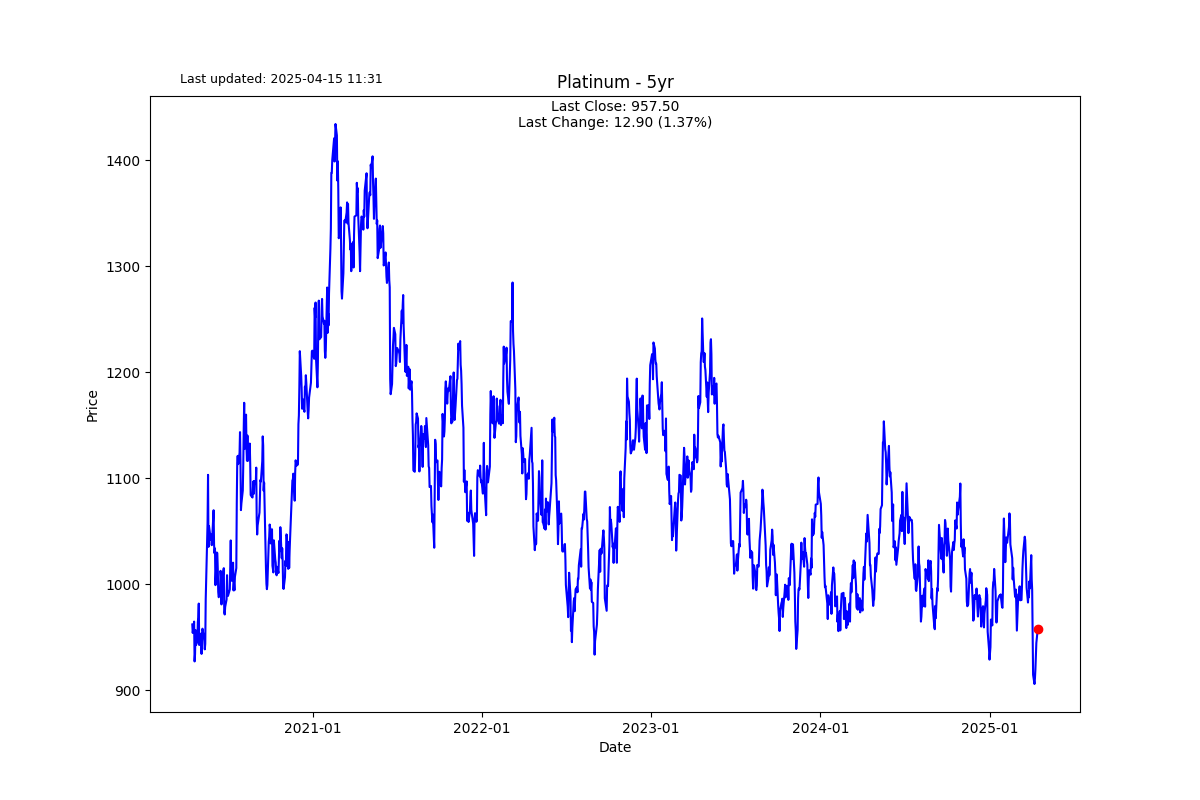 Last updated: 2025-04-15 11:31
Platinum - 5yr
Last Close: 957.50
Last Change: 12.90 (1.37%)
1400
1300
1200
1100
1000
900
Price
2021-01
2022-01
2023-01
2024-01
2025-01
Date